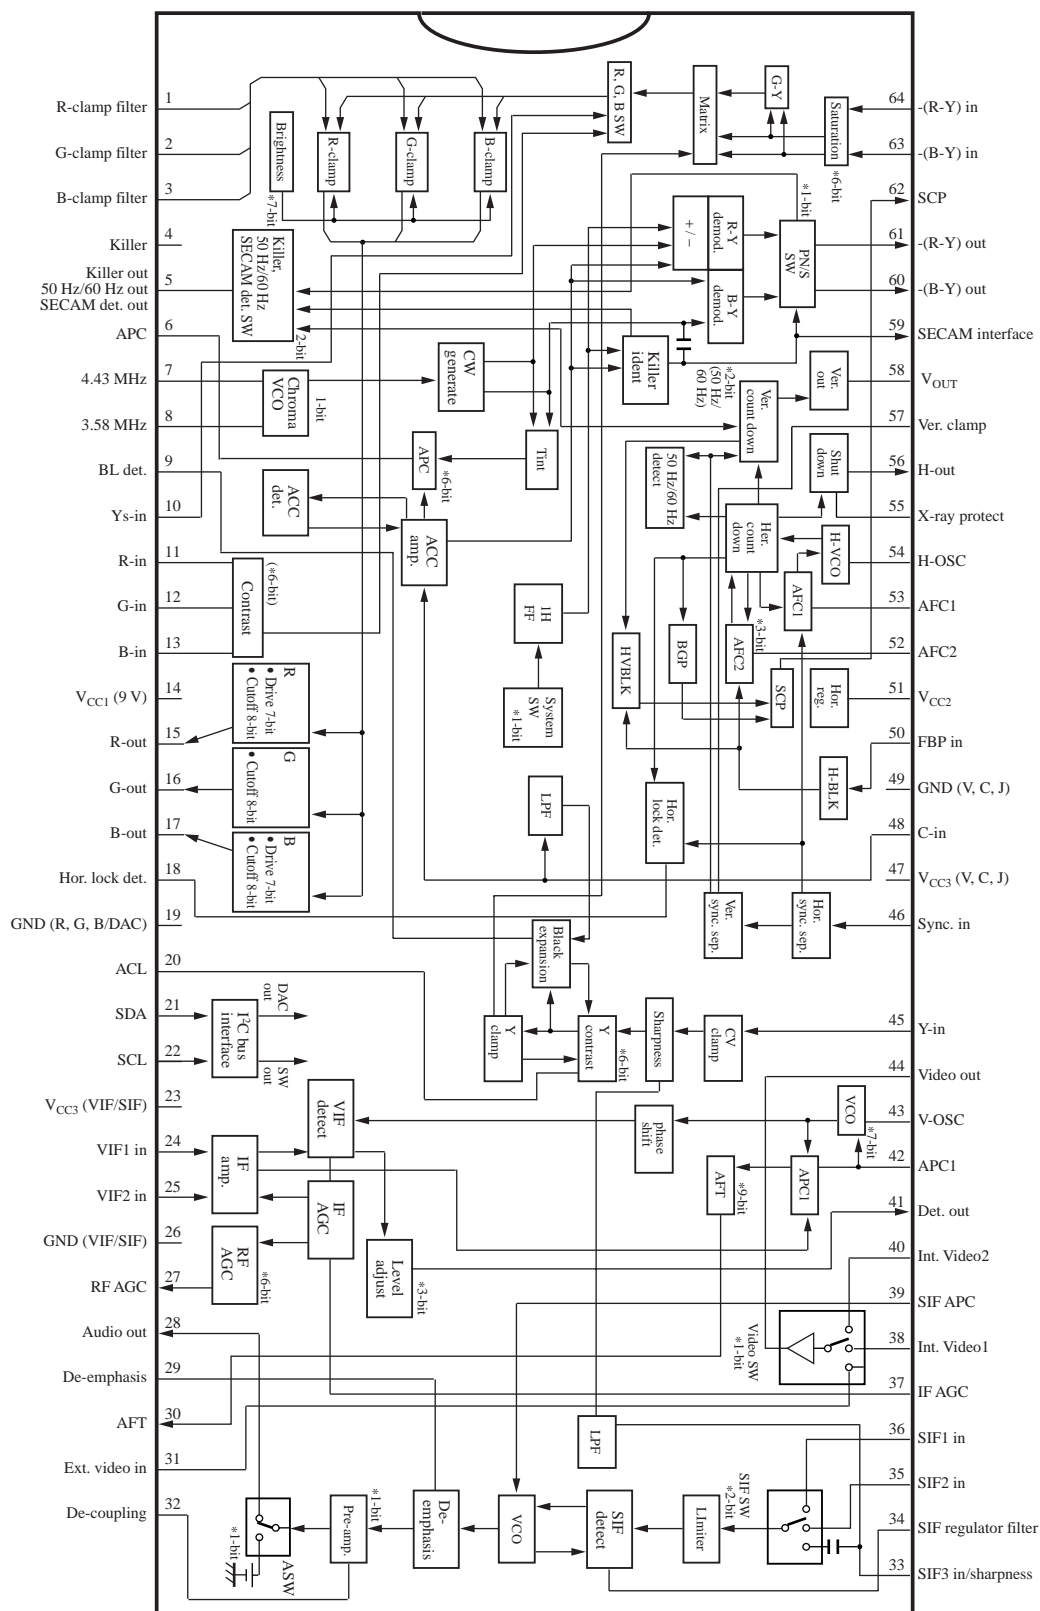 R-clamp filter
1
G-clamp filter
2
B-clamp filter
3
Killer
4
Killer out
50 Hz/60 Hz out
SECAM det. out
5
APC
6
4.43 MHz
7
3.58 MHz
8
BL det.
9
Ys-in
10
R-in
11
G-in
12
B-in
13
VCC1 (9 V)
14
R-out
15
G-out
16
B-out
17
Hor. lock det.
18
GND (R, G, B/DAC)
19
ACL
20
SDA
21
SCL
22
VCC3 (VIF/SIF)
23
VIF1 in
24
VIF2 in
25
GND (VIF/SIF)
26
RF AGC
27
Audio out
28
De-emphasis
29
AFT
30
Ext. video in
31
De-coupling
32
64
-(R-Y) in
63
-(B-Y) in
62
SCP
61
-(R-Y) out
60
-(B-Y) out
59
SECAM interface
58
VOUT
57
Ver. clamp
56
H-out
55
X-ray protect
54
H-OSC
53
AFC1
52
AFC2
51
VCC2
50
FBP in
49
GND (V, C, J)
48
C-in
47
VCC3 (V, C, J)
46
Sync. in
45
Y-in
44
Video out
43
V-OSC
42
APC1
41
Det. out
40
Int. Video2
39
SIF APC
38
Int. Video1
37
IF AGC
36
SIF1 in
35
SIF2 in
34
SIF regulator filter
33
SIF3 in/sharpness
Brightness
*7-bit
R-clamp
G-clamp
B-clamp
R, G, B SW
Matrix
G-Y
Saturation
*6-bit
Killer,
50 Hz/60 Hz
SECAM det. SW
2-bit
+ / −
R-Y
demod.
B-Y
demod.
PN/S
SW
*1-bit
Chroma
VCO
1-bit
CW
generate
Killer
ident
*2-bit
(50 Hz/
60 Hz)
Ver.
count down
Ver.
out
APC
*6-bit
Tint
50 Hz/60 Hz
detect
Shut
down
ACC
det.
ACC
amp.
Her.
count
down
H-VCO
AFC1
Contrast
(*6-bit)
1H
FF
HVBLK
BGP
AFC2
*3-bit
SCP
Hor.
reg.
System
SW
*1-bit
R
• Drive 7-bit
• Cutoff 8-bit
G
• Cutoff 8-bit
B
• Drive 7-bit
• Cutoff 8-bit
LPF
Hor.
lock det.
H-BLK
Ver.
sync sep.
Hor.
sync sep.
Black
expansion
I2C bus
interface
DAC
out
SW
out
Y
clamp
Y
contrast
*6-bit
Sharpness
CV
clamp
VIF
detect
phase
shift
VCO
*7-bit
IF
amp.
IF
AGC
AFT
*9-bit
APC1
RF
AGC
*6-bit
Level
adjust
*3-bit
Video SW
*1-bit
LPF
SIF SW
*2-bit
*1-bit
ASW
Pre-amp.
*1-bit
De-
emphasis
VCO
SIF
detect
LImiter